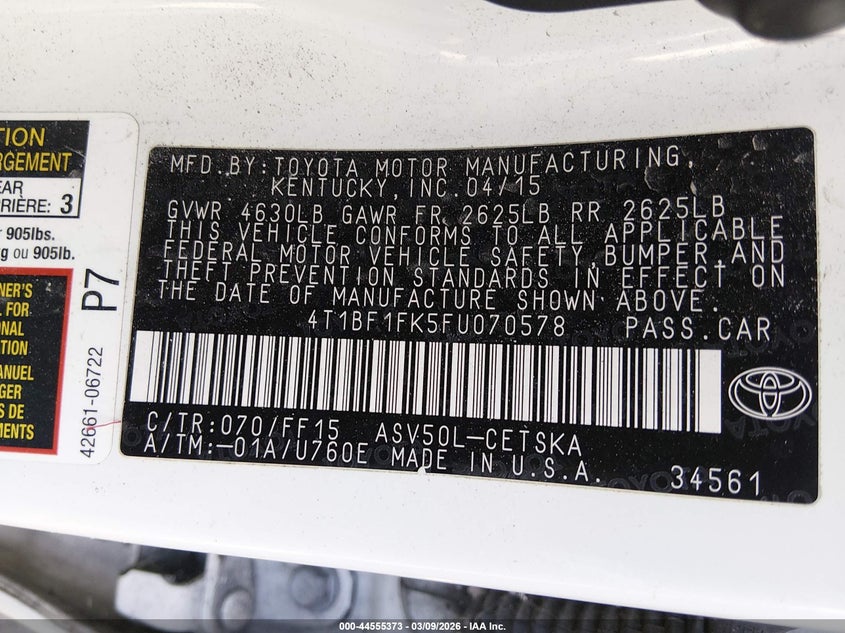 TION
RGEMENT
EAR
RRIÈRE: 3
r 905lbs.
g ou 905lb.
NER'S
L FOR
ONAL
TION
ANUEL
GER
S DE
MENTS
42661-06722
P7
MFD.BY:TOYOTA MOTOR MANUFACTURING,
KENTUCKY,INC.04/15
GVWR 4630LB GAWR FR 2625LB RR 2625LB
THIS VEHICLE CONFORMS TO ALL APPLICABLE
FEDERAL MOTOR VEHICLE SAFETY,BUMPER,AND
THEFT PREVENTION STANDARDS IN EFFECT ON
THE DATE OF MANUFACTURE SHOWN ABOVE.
4T1BF1FK5FU070578 PASS.CAR
C/TR:070/FF15 ASV50L-CETSKA
A/TM:-01A/U760E MADE IN U.S.A.
34561
000-44555373 - 03/09/2026 - IAA Inc.